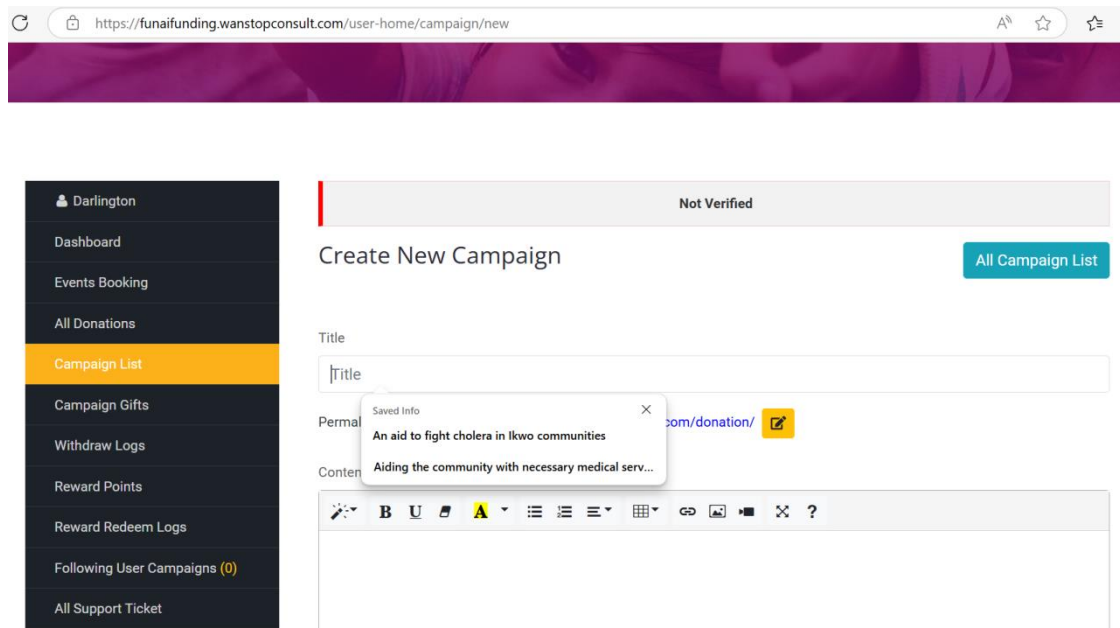 https://funaifunding.wanstopconsult.com/user-home/campaign/new
Darlington
Dashboard
Events Booking
All Donations
Campaign List
Campaign Gifts
Withdraw Logs
Reward Points
Reward Redeem Logs
Following User Campaigns (0)
All Support Ticket
Not Verified
Create New Campaign
All Campaign List
Title
Title
Saved Info
An aid to fight cholera in Ikwo communities
Aiding the community with necessary medical serv...
Permal
com/donation/
Conten
B U A
?